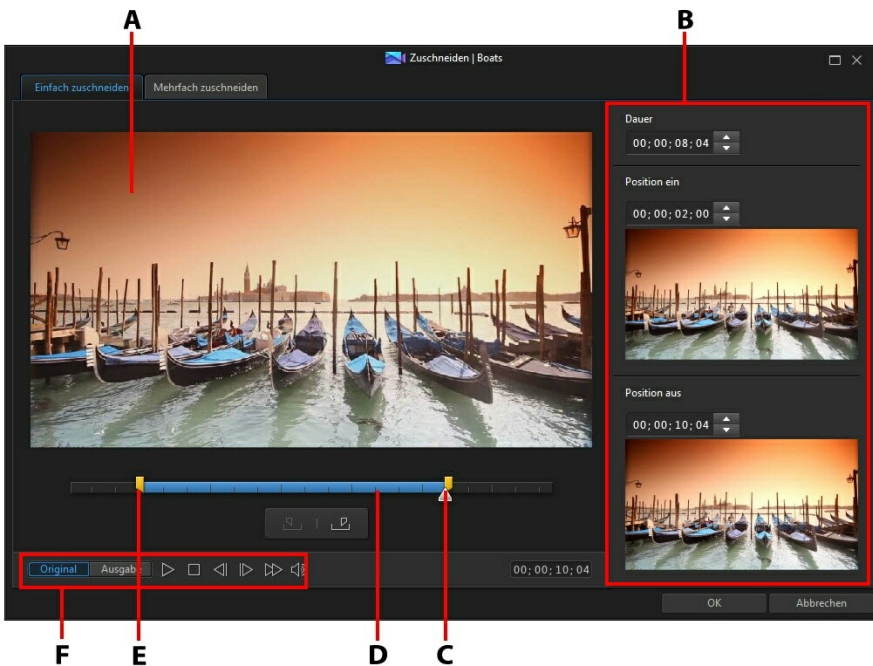 A
B
Zuschneiden | Boats
Einfach zuschneiden
Mehrfach zuschneiden
Dauer
00; 00; 08; 04
Position ein
00; 00; 02; 00
Position aus
00; 00; 10; 04
Original
Ausgabe
00; 00; 10; 04
OK
Abbrechen
F
E
D
C